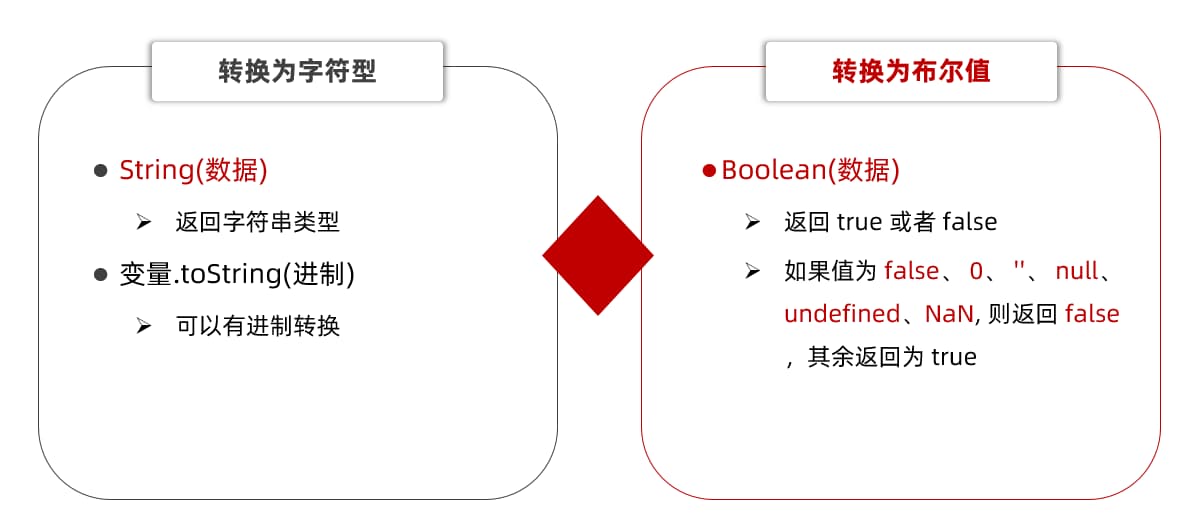 转换为字符型
String(数据)
返回字符串类型
变量.toString(进制)
可以有进制转换
转换为布尔值
Boolean(数据)
返回 true 或者 false
如果值为 false、 0、 ''、 null、
undefined、NaN, 则返回 false
，其余返回为 true